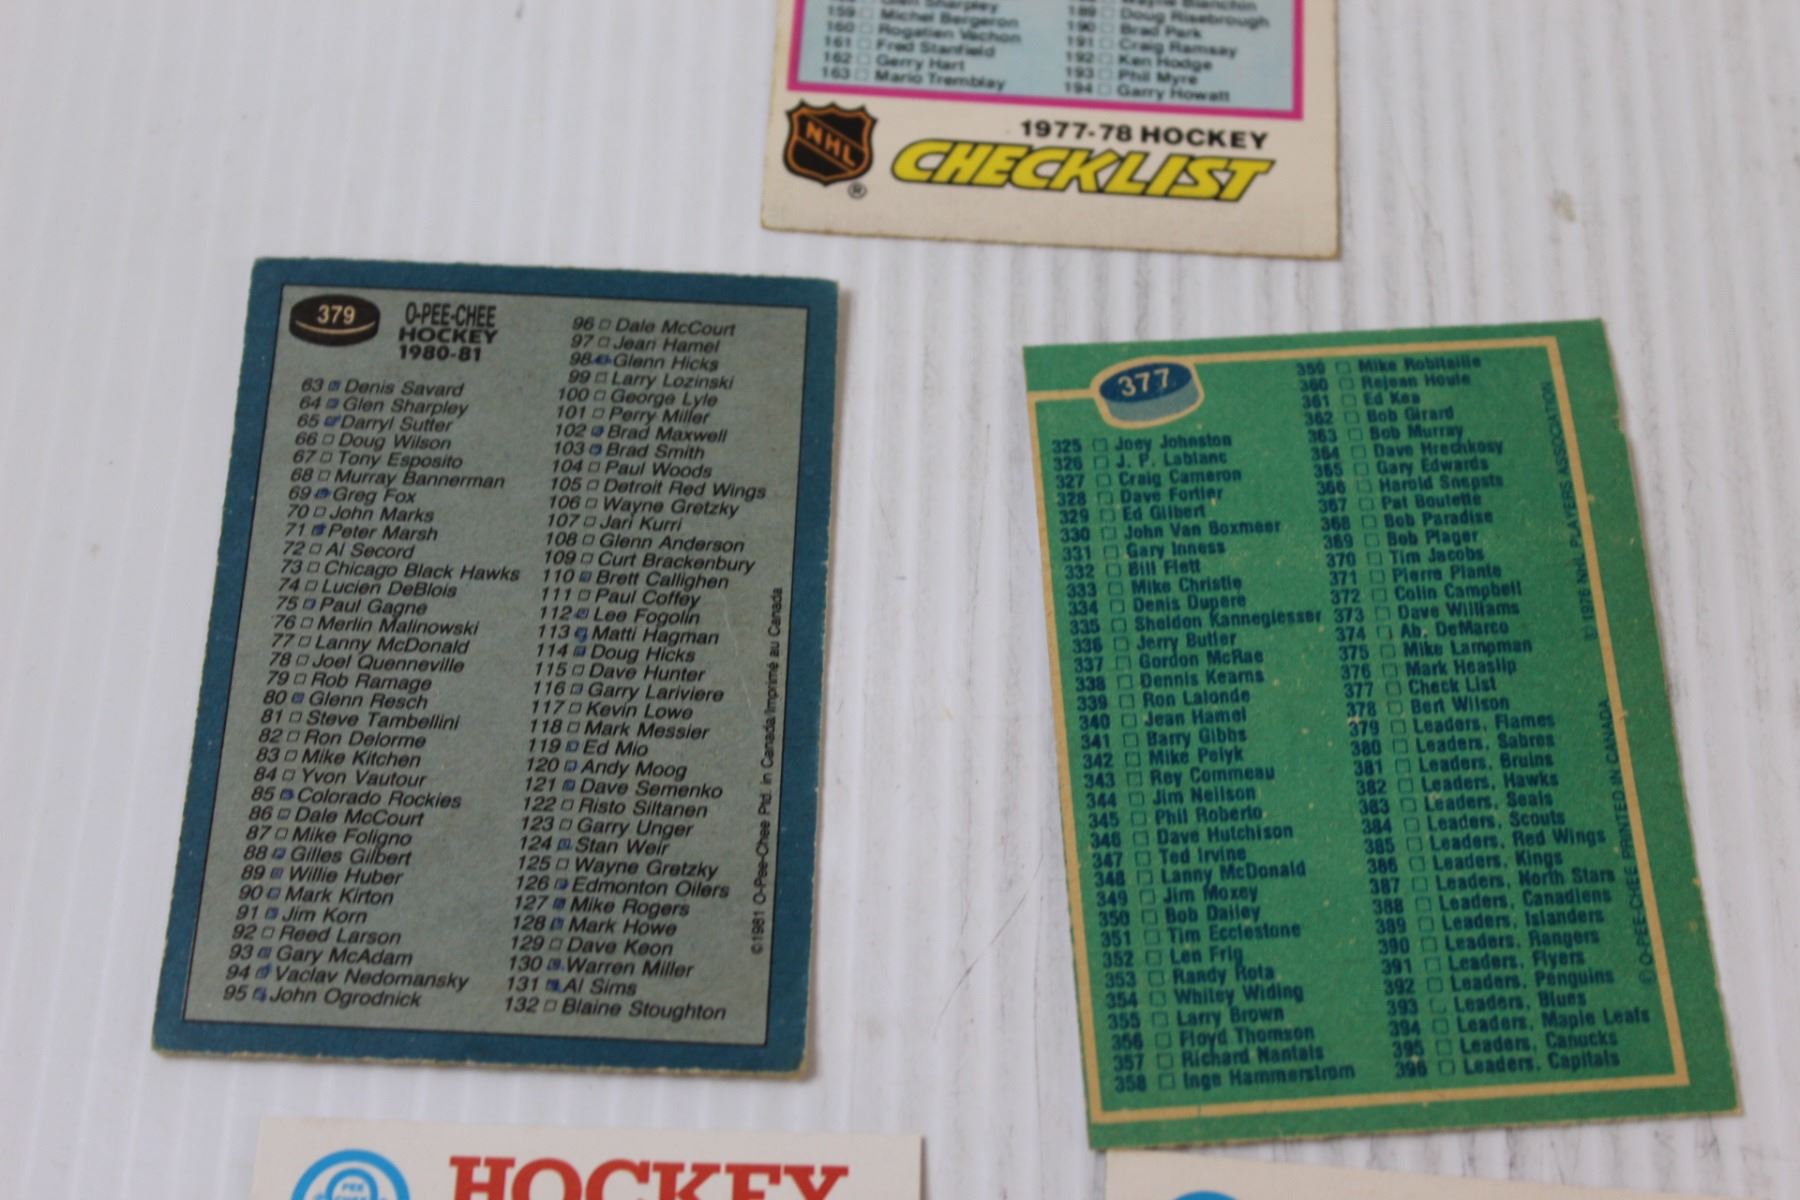 159 Michel Bergeron
160 Rogatien Vachon
161 Fred Stanfield
162 Gerry Hart
163 Mario Tremblay
189 Doug Risebrough
190 Brad Park
191 Craig Ramsay
192 Ken Hodge
193 Phil Myre
194 Garry Howatt
NHL
®
1977-78 HOCKEY
CHECKLIST
379
O-PEE-CHEE
HOCKEY
1980-81
63 Denis Savard
64 Glen Sharpley
65 Darryl Sutter
66 Doug Wilson
67 Tony Esposito
68 Murray Bannerman
69 Greg Fox
70 John Marks
71 Peter Marsh
72 Al Secord
73 Chicago Black Hawks
74 Lucien DeBlois
75 Paul Gagne
76 Merlin Malinowski
77 Lanny McDonald
78 Joel Quenneville
79 Rob Ramage
80 Glenn Resch
81 Steve Tambellini
82 Ron Delorme
83 Mike Kitchen
84 Yvon Vautour
85 Colorado Rockies
86 Dale McCourt
87 Mike Foligno
88 Gilles Gilbert
89 Willie Huber
90 Mark Kirton
91 Jim Korn
92 Reed Larson
93 Gary McAdam
94 Vaclav Nedomansky
95 John Ogrodnick
96 Dale McCourt
97 Jean Hamel
98 Glenn Hicks
99 Larry Lozinski
100 George Lyle
101 Perry Miller
102 Brad Maxwell
103 Brad Smith
104 Paul Woods
105 Detroit Red Wings
106 Wayne Gretzky
107 Jari Kurri
108 Glenn Anderson
109 Curt Brackenbury
110 Brett Callighen
111 Paul Coffey
112 Lee Fogolin
113 Matti Hagman
114 Doug Hicks
115 Dave Hunter
116 Garry Lariviere
117 Kevin Lowe
118 Mark Messier
119 Ed Mio
120 Andy Moog
121 Dave Semenko
122 Risto Siltanen
123 Garry Unger
124 Stan Weir
125 Wayne Gretzky
126 Edmonton Oilers
127 Mike Rogers
128 Mark Howe
129 Dave Keon
130 Warren Miller
131 Al Sims
132 Blaine Stoughton
©1981 O-Pee-Chee Ptd. in Canada/Imprimé au Canada
377
325 Joey Johnston
326 J. P. Lablanc
327 Craig Cameron
328 Dave Fortier
329 Ed Gilbert
330 John Van Boxmeer
331 Gary Inness
332 Bill Flett
333 Mike Christie
334 Denis Dupere
335 Sheldon Kannegiesser
336 Jerry Butler
337 Gordon McRae
338 Dennis Kearns
339 Ron Lalonde
340 Jean Hamel
341 Barry Gibbs
342 Mike Pelyk
343 Rey Commeau
344 Jim Neilson
345 Phil Roberto
346 Dave Hutchison
347 Ted Irvine
348 Lanny McDonald
349 Jim Moxey
350 Bob Dailey
351 Tim Ecclestone
352 Len Frig
353 Randy Rota
354 Whitey Widing
355 Larry Brown
356 Floyd Thomson
357 Richard Nantais
358 Inge Hammerstrom
359 Mike Robitaille
360 Rejean Houle
361 Ed Kea
362 Bob Girard
363 Bob Murray
364 Dave Hrechkosy
365 Gary Edwards
366 Harold Snepsts
367 Pat Boutette
368 Bob Paradise
369 Bob Plager
370 Tim Jacobs
371 Pierre Plante
372 Colin Campbell
373 Dave Williams
374 Ab. DeMarco
375 Mike Lampman
376 Mark Heaslip
377 Check List
378 Bert Wilson
379 Leaders, Flames
380 Leaders, Sabres
381 Leaders, Bruins
382 Leaders, Hawks
383 Leaders, Seals
384 Leaders, Scouts
385 Leaders, Red Wings
386 Leaders, Kings
387 Leaders, North Stars
388 Leaders, Canadiens
389 Leaders, Islanders
390 Leaders, Rangers
391 Leaders, Flyers
392 Leaders, Penguins
393 Leaders, Blues
394 Leaders, Maple Leafs
395 Leaders, Canucks
396 Leaders, Capitals
© 1976 NHL PLAYERS ASSOCIATION
© O-PEE-CHEE PRINTED IN CANADA
PEE
HOCKEY